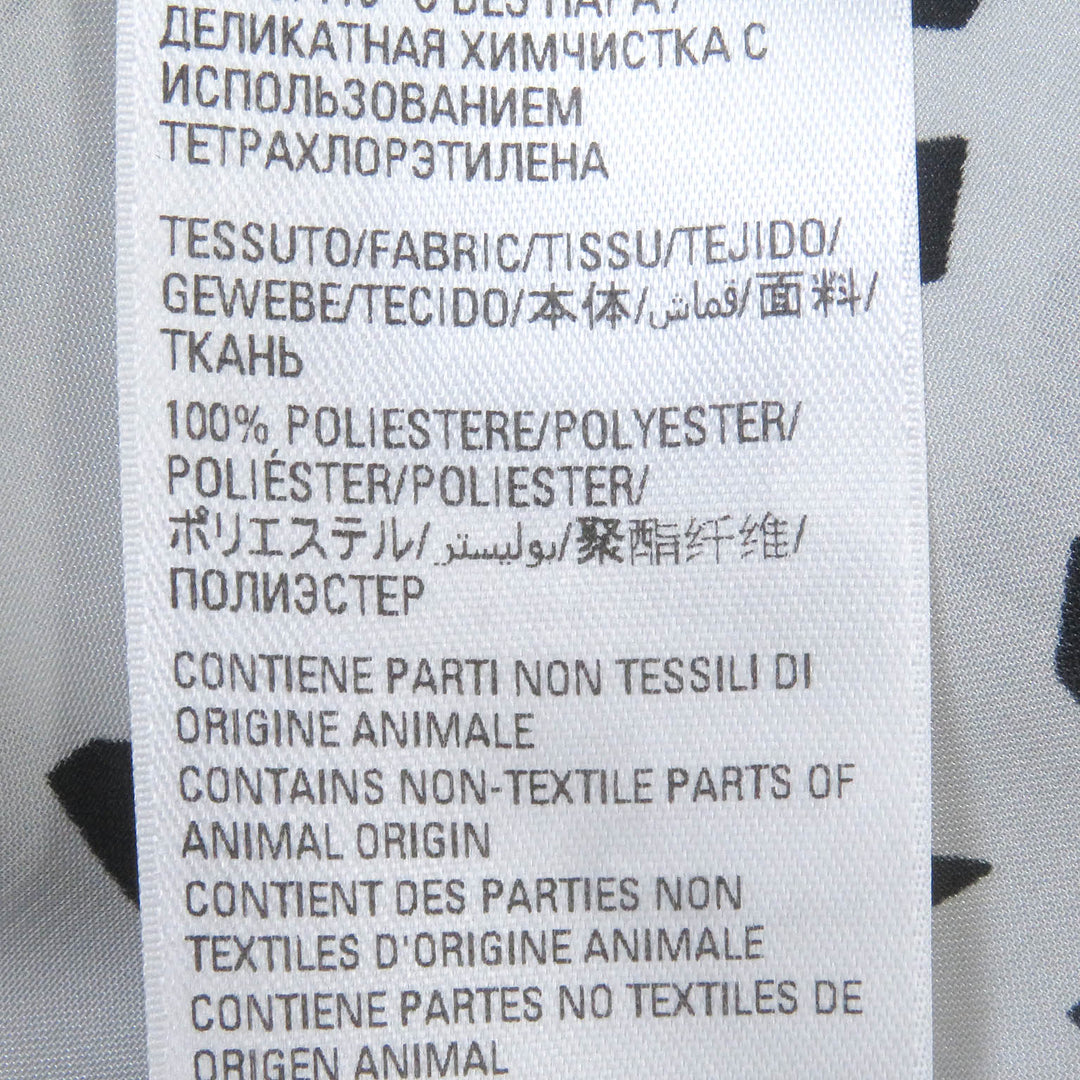 ДЕЛИКАТНАЯ ХИМЧИСТКА С
ИСПОЛЬЗОВАНИЕМ
ТЕТРАХЛОРЭТИЛЕНА
TESSUTO/FABRIC/TISSU/TEJIDO/
GEWEBE/TECIDO/本体/قماش/面料/
ТКАНЬ
100% POLIESTERE/POLYESTER/
POLIÉSTER/POLIESTER/
ポリエステル/بوليستر/聚酯纤维/
ПОЛИЭСТЕР
CONTIENE PARTI NON TESSILI DI
ORIGINE ANIMALE
CONTAINS NON-TEXTILE PARTS OF
ANIMAL ORIGIN
CONTIENT DES PARTIES NON
TEXTILES D'ORIGINE ANIMALE
CONTIENE PARTES NO TEXTILES DE
ORIGEN ANIMAL